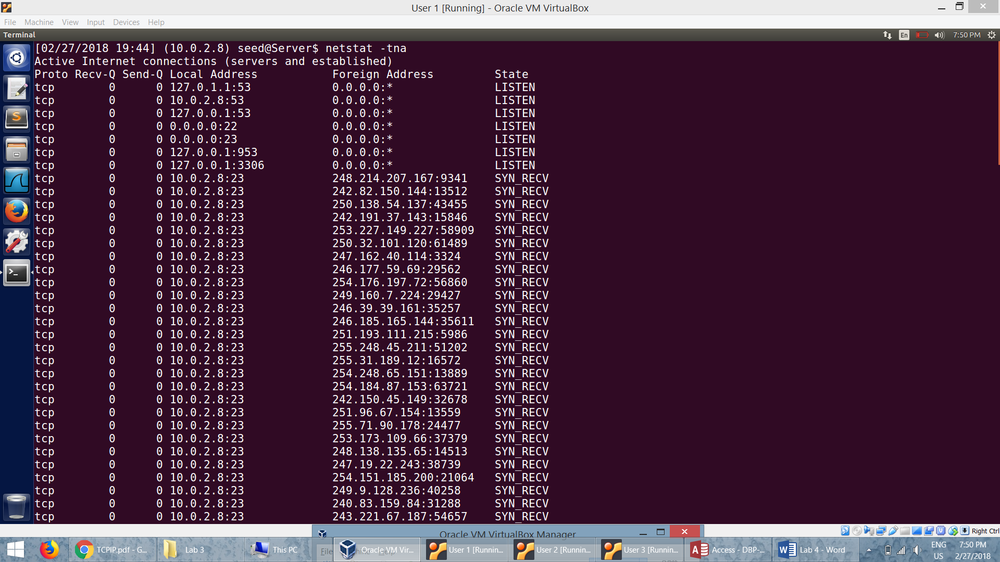 User 1 [Running] - Oracle VM VirtualBox
File Machine View Input Devices Help
Terminal En 7:50 PM
[02/27/2018 19:44] (10.0.2.8) seed@Server$ netstat -tna
Active Internet connections (servers and established)
Proto Recv-Q Send-Q Local Address Foreign Address State
tcp 0 0 127.0.1.1:53 0.0.0.0:* LISTEN
tcp 0 0 10.0.2.8:53 0.0.0.0:* LISTEN
tcp 0 0 127.0.0.1:53 0.0.0.0:* LISTEN
tcp 0 0 0.0.0.0:22 0.0.0.0:* LISTEN
tcp 0 0 0.0.0.0:23 0.0.0.0:* LISTEN
tcp 0 0 127.0.0.1:953 0.0.0.0:* LISTEN
tcp 0 0 127.0.0.1:3306 0.0.0.0:* LISTEN
tcp 0 0 10.0.2.8:23 248.214.207.167:9341 SYN_RECV
tcp 0 0 10.0.2.8:23 242.82.150.144:13512 SYN_RECV
tcp 0 0 10.0.2.8:23 250.138.54.137:43455 SYN_RECV
tcp 0 0 10.0.2.8:23 242.191.37.143:15846 SYN_RECV
tcp 0 0 10.0.2.8:23 253.227.149.227:58909 SYN_RECV
tcp 0 0 10.0.2.8:23 250.32.101.120:61489 SYN_RECV
tcp 0 0 10.0.2.8:23 247.162.40.114:3324 SYN_RECV
tcp 0 0 10.0.2.8:23 246.177.59.69:29562 SYN_RECV
tcp 0 0 10.0.2.8:23 254.176.197.72:56860 SYN_RECV
tcp 0 0 10.0.2.8:23 249.160.7.224:29427 SYN_RECV
tcp 0 0 10.0.2.8:23 246.39.39.161:35257 SYN_RECV
tcp 0 0 10.0.2.8:23 246.185.165.144:35611 SYN_RECV
tcp 0 0 10.0.2.8:23 251.193.111.215:5986 SYN_RECV
tcp 0 0 10.0.2.8:23 255.248.45.211:51202 SYN_RECV
tcp 0 0 10.0.2.8:23 255.31.189.12:16572 SYN_RECV
tcp 0 0 10.0.2.8:23 254.248.65.151:13889 SYN_RECV
tcp 0 0 10.0.2.8:23 254.184.87.153:63721 SYN_RECV
tcp 0 0 10.0.2.8:23 242.150.45.149:32678 SYN_RECV
tcp 0 0 10.0.2.8:23 251.96.67.154:13559 SYN_RECV
tcp 0 0 10.0.2.8:23 255.71.90.178:24477 SYN_RECV
tcp 0 0 10.0.2.8:23 253.173.109.66:37379 SYN_RECV
tcp 0 0 10.0.2.8:23 248.138.135.65:14513 SYN_RECV
tcp 0 0 10.0.2.8:23 247.19.22.243:38739 SYN_RECV
tcp 0 0 10.0.2.8:23 254.151.185.200:21064 SYN_RECV
tcp 0 0 10.0.2.8:23 249.9.128.236:40258 SYN_RECV
tcp 0 0 10.0.2.8:23 240.83.159.84:31288 SYN_RECV
tcp 0 0 10.0.2.8:23 243.221.67.187:54657 SYN_RECV
Oracle VM VirtualBox Manager
Right Ctrl
TCPIP.pdf - G... Lab 3 This PC File Oracle VM Vir... User 1 [Runnin... User 2 [Runnin... User 3 [Runnin... Access - DBP-... Lab 4 - Word ENG 7:50 PM
US 2/27/2018